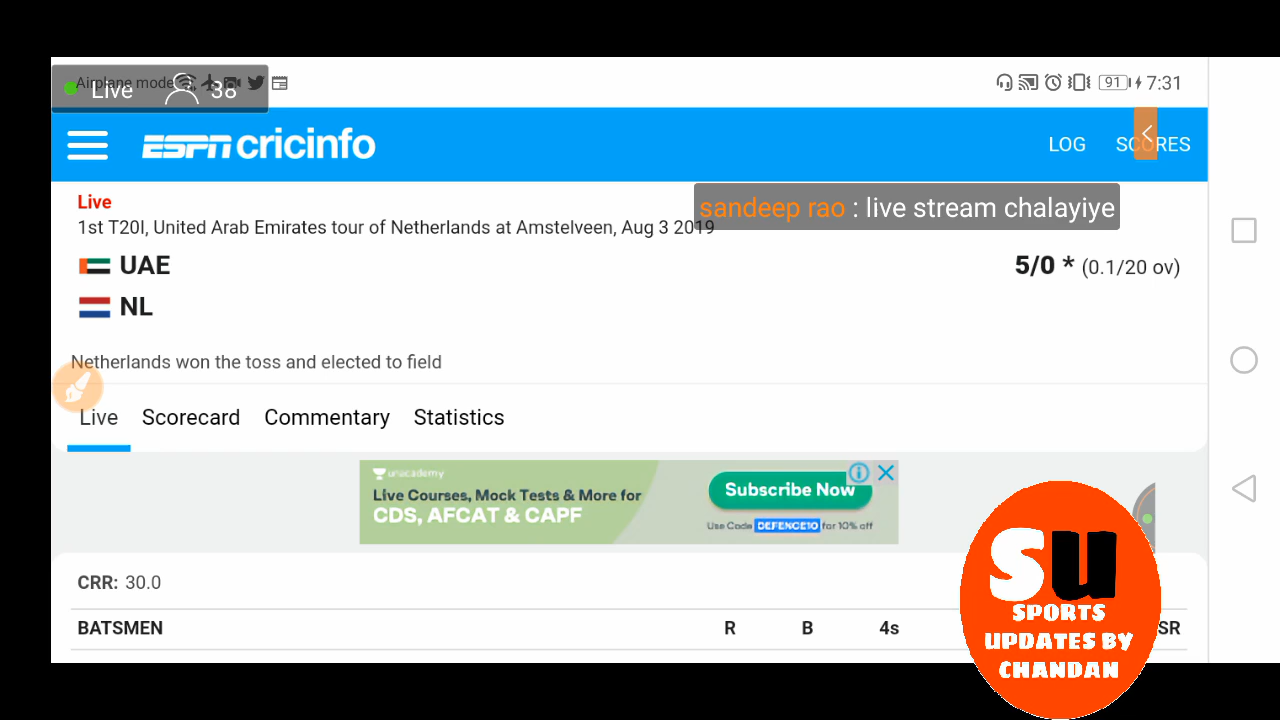 Airplane mode
Live 38
91 7:31
ESPN cricinfo
LOG SCORES
Live
sandeep rao : live stream chalayiye
1st T20I, United Arab Emirates tour of Netherlands at Amstelveen, Aug 3 2019
UAE 5/0 * (0.1/20 ov)
NL
Netherlands won the toss and elected to field
Live Scorecard Commentary Statistics
unacademy
Live Courses, Mock Tests & More for
CDS, AFCAT & CAPF
Subscribe Now
Use Code DEFENCE10 for 10% off
CRR: 30.0
BATSMEN R B 4s SR
SU
SPORTS
UPDATES BY
CHANDAN